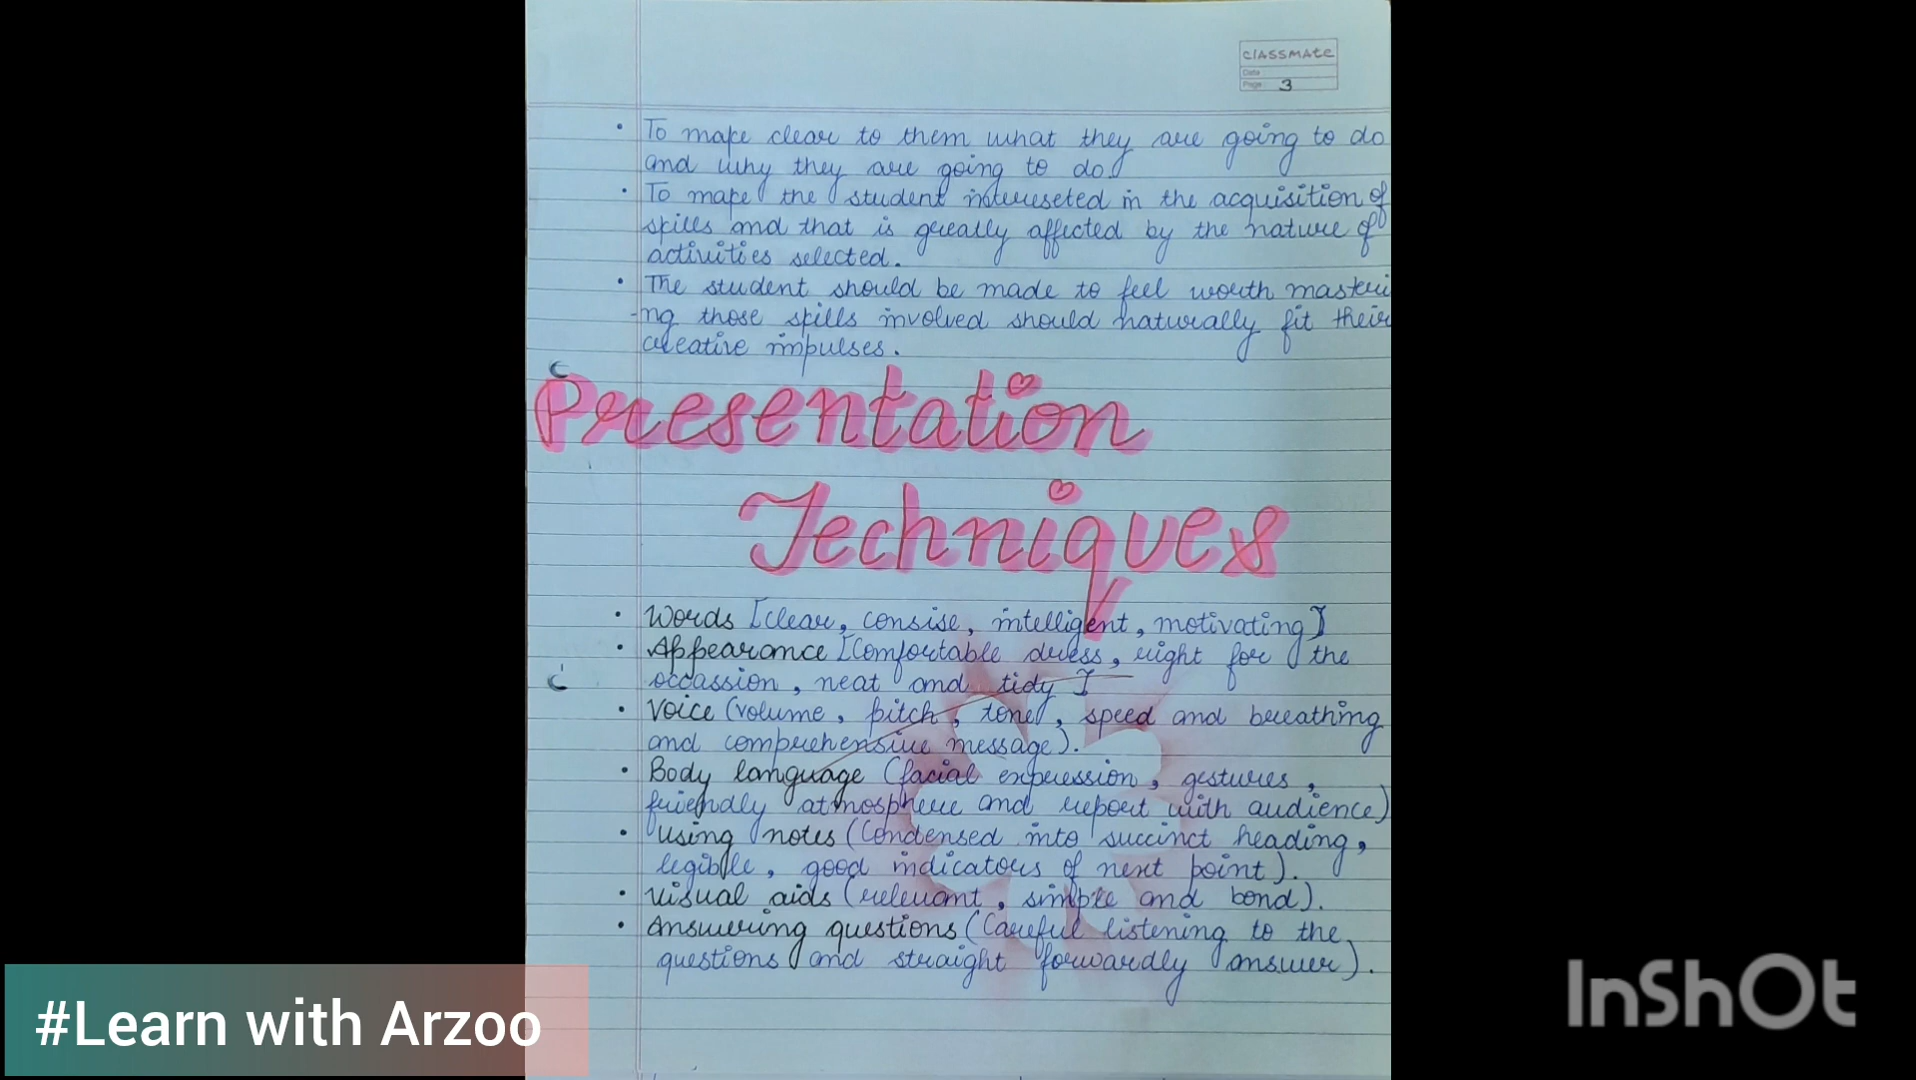 classmate
Date
Page 3
• To make clear to them what they are going to do
and why they are going to do.
• To make the student intereseted in the acquisition of
skills and that is greatly affected by the nature of
activities selected.
• The student should be made to feel worth masteri
-ng those skills involved should naturally fit their
creative impulses.
Presentation
Techniques
• Words [clear, consise, intelligent, motivating]
• Appearance [Comfortable dress, right for the
occassion, neat and tidy]
• Voice (volume, pitch, tone, speed and breathing
and comprehensive message).
• Body language (facial expression, gestures,
friendly atmosphere and report with audience)
• Using notes (Condensed into succinct heading,
legible, good indicators of next point).
• Visual aids (relevant, simple and bond).
• Answering questions (Careful listening to the
questions and straight forwardly answer).
#Learn with Arzoo
InShOt